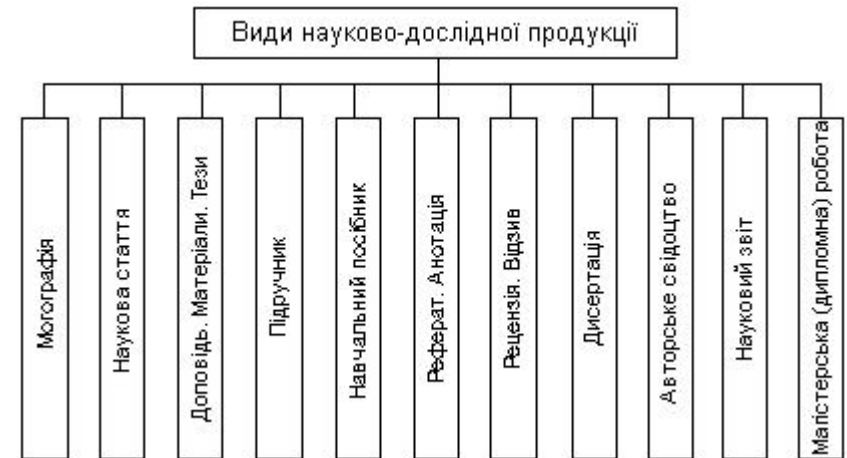 Види науково-дослідної продукції
Могографія
Наукова стаття
Доповідь. Матеріали. Тези
Підручник
Навчальний посібник
Реферат. Анотація
Рецензія. Відзив
Дисертація
Авторське свідоцтво
Науковий звіт
Магістерська (дипломна) робота